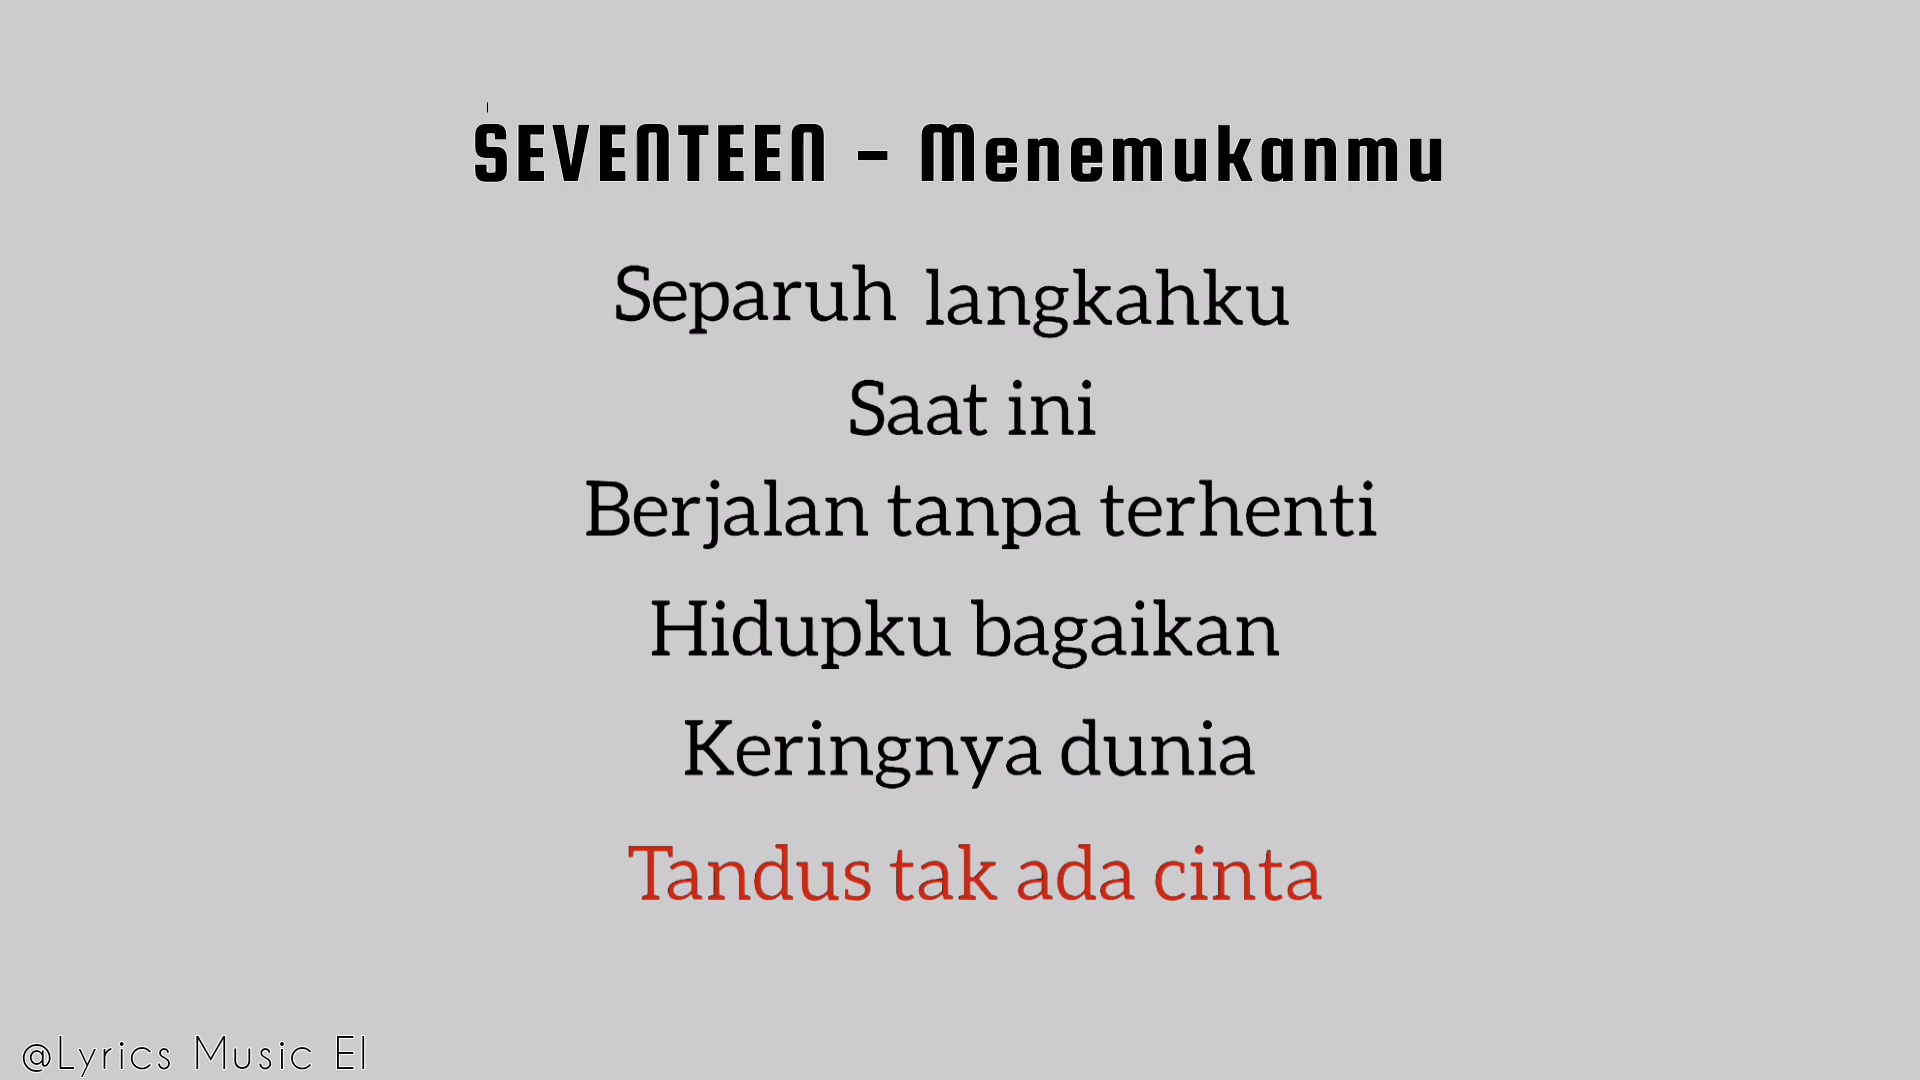 SEVENTEEN - Menemukanmu
Separuh langkahku
Saat ini
Berjalan tanpa terhenti
Hidupku bagaikan
Keringnya dunia
Tandus tak ada cinta
@Lyrics Music El